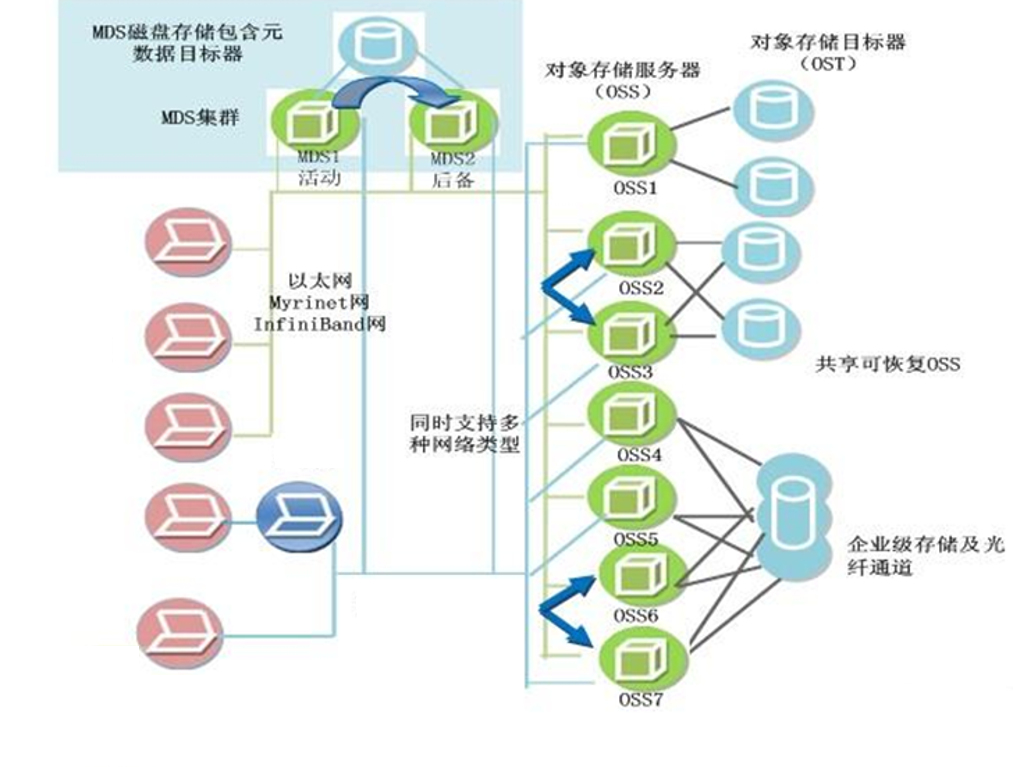 MDS磁盘存储包含元
数据目标器
MDS集群
MDS1
活动
MDS2
后备
对象存储服务器
（OSS）
对象存储目标器
（OST）
OSS1
OSS2
OSS3
OSS4
OSS5
OSS6
OSS7
以太网
Myrinet网
InfiniBand网
同时支持多
种网络类型
共享可恢复OSS
企业级存储及光
纤通道